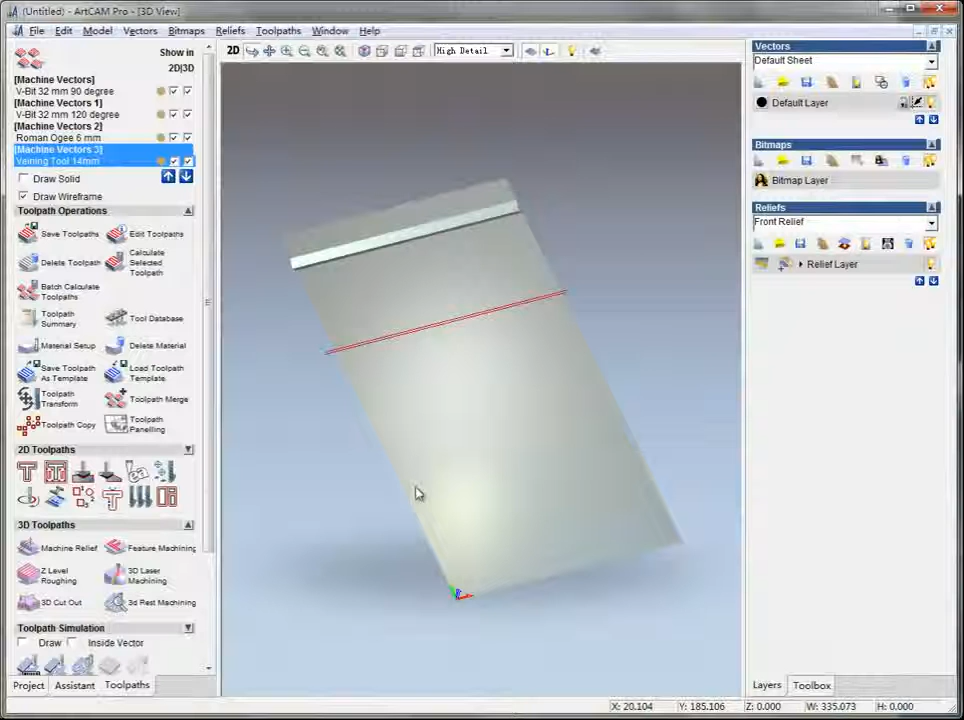 (Untitled) - ArtCAM Pro - [3D View]
File Edit Model Vectors Bitmaps Reliefs Toolpaths Window Help
Show in
2D|3D
[Machine Vectors]
V-Bit 32 mm 90 degree
[Machine Vectors 1]
V-Bit 32 mm 120 degree
[Machine Vectors 2]
Roman Ogee 6 mm
[Machine Vectors 3]
Veining Tool 14mm
Draw Solid
Draw Wireframe
Toolpath Operations
Save Toolpaths
Edit Toolpaths
Delete Toolpath
Calculate
Selected
Toolpath
Batch Calculate
Toolpaths
Toolpath
Summary
Tool Database
Material Setup
Delete Material
Save Toolpath
As Template
Load Toolpath
Template
Toolpath
Transform
Toolpath Merge
Toolpath Copy
Toolpath
Panelling
2D Toolpaths
3D Toolpaths
Machine Relief
Feature Machining
Z Level
Roughing
3D Laser
Machining
3D Cut Out
3d Rest Machining
Toolpath Simulation
Draw
Inside Vector
Project Assistant Toolpaths
2D
High Detail
Vectors
Default Sheet
Default Layer
Bitmaps
Bitmap Layer
Reliefs
Front Relief
Relief Layer
Layers Toolbox
X: 20.104 Y: 185.106 Z: 0.000 W: 335.073 H: 0.000